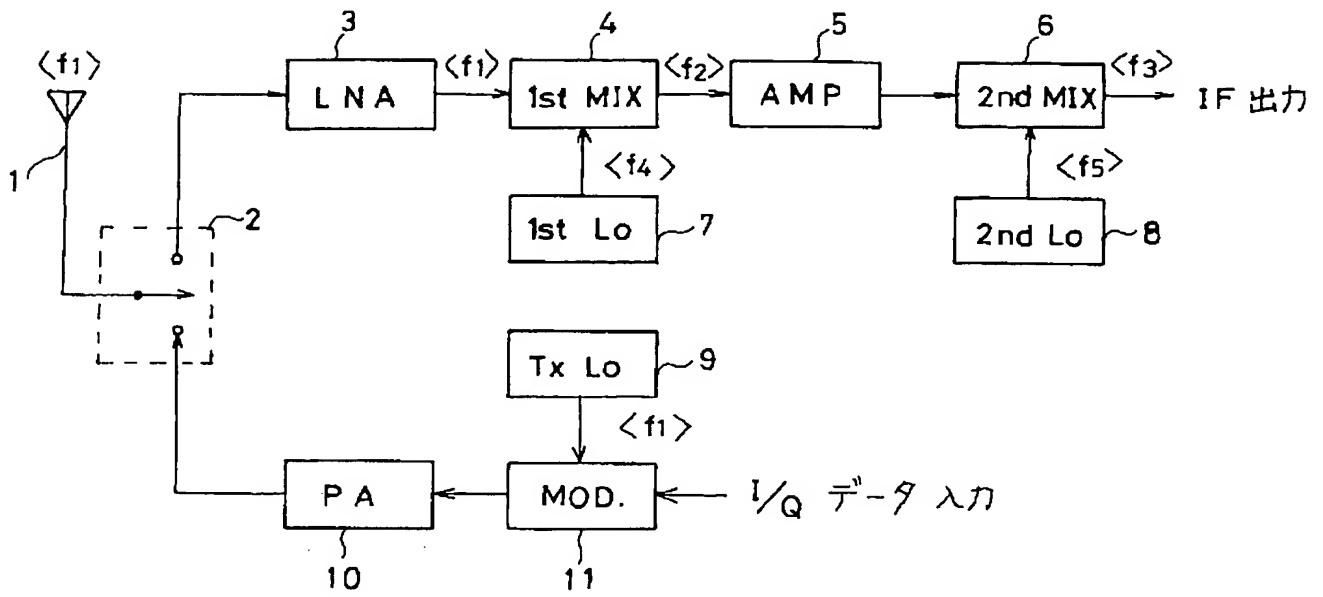 3
4
5
6
<f1>
LNA
<f1>
1st MIX
<f2>
AMP
2nd MIX
<f3>
IF 出力
1
<f4>
<f5>
2
1st Lo
7
2nd Lo
8
Tx Lo
9
<f1>
PA
MOD.
I/Q データ 入力
10
11